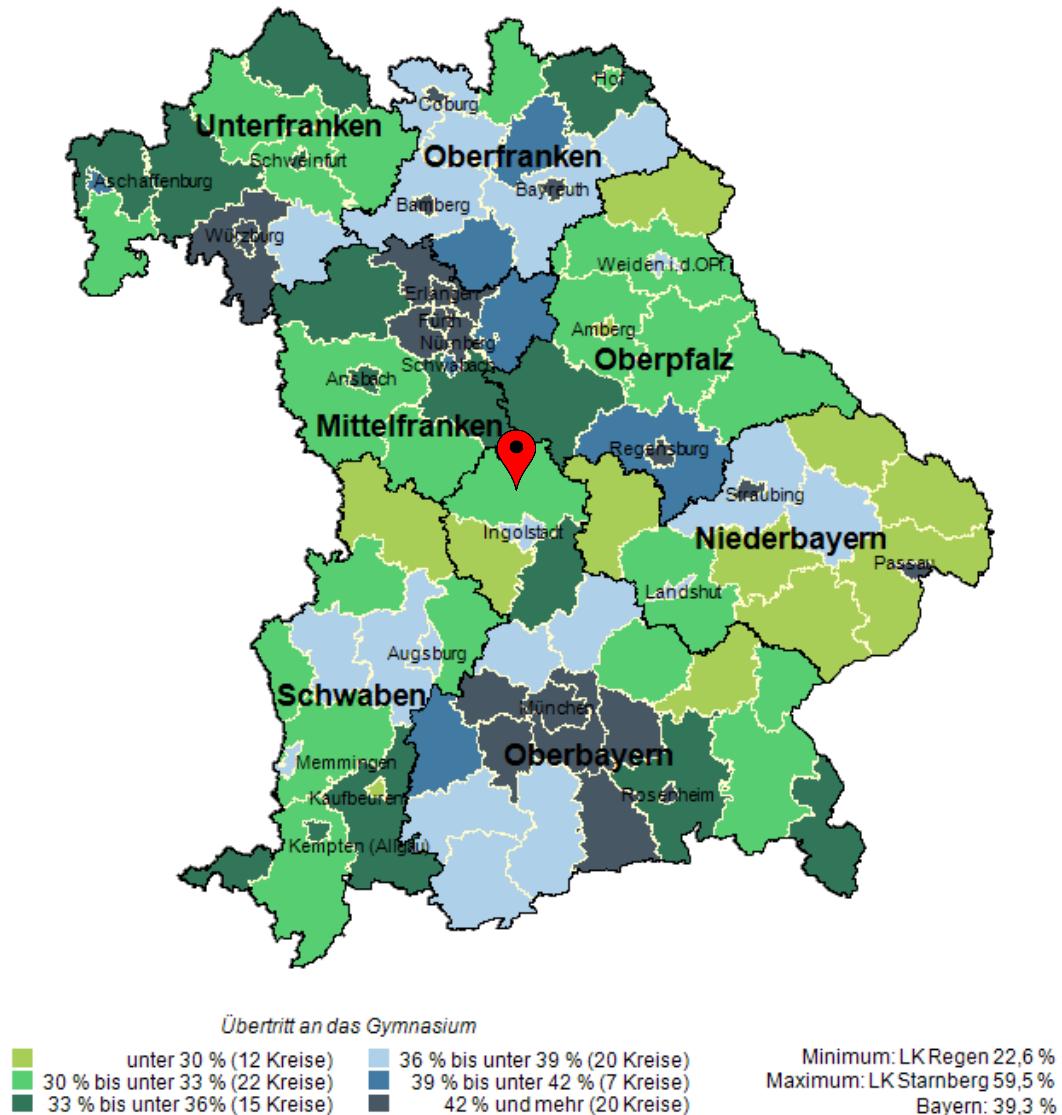 Hof
Coburg
Unterfranken
Schweinfurt
Oberfranken
Aschaffenburg
Bayreuth
Bamberg
Würzburg
Weiden i.d.OPf.
Erlangen
Fürth
Amberg
Nürnberg
Oberpfalz
Schwabach
Ansbach
Mittelfranken
Regensburg
Straubing
Ingolstadt
Niederbayern
Passau
Landshut
Augsburg
Schwaben
München
Oberbayern
Memmingen
Kaufbeuren
Rosenheim
Kempten (Allgäu)
Übertritt an das Gymnasium
unter 30 % (12 Kreise)
30 % bis unter 33 % (22 Kreise)
33 % bis unter 36% (15 Kreise)
36 % bis unter 39 % (20 Kreise)
39 % bis unter 42 % (7 Kreise)
42 % und mehr (20 Kreise)
Minimum: LK Regen 22,6 %
Maximum: LK Starnberg 59,5 %
Bayern: 39,3 %